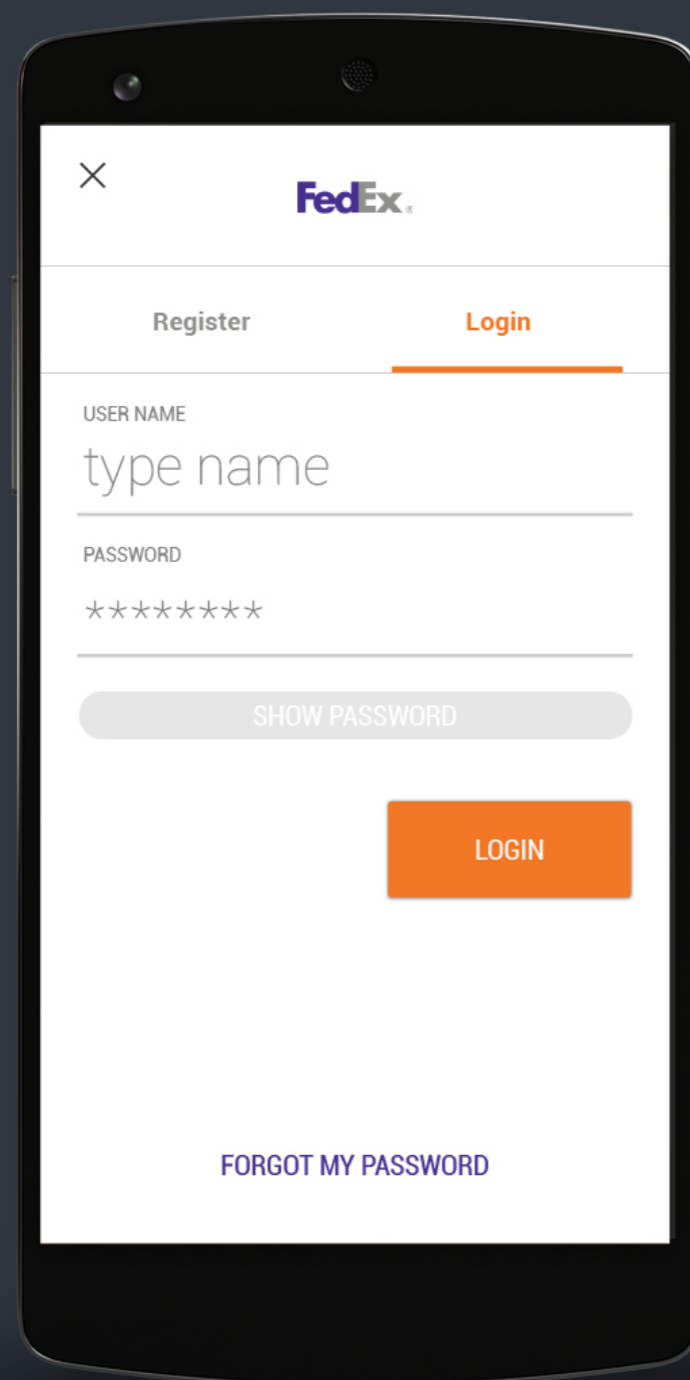 FedEx®
Register
Login
USER NAME
type name
PASSWORD
********
SHOW PASSWORD
LOGIN
FORGOT MY PASSWORD